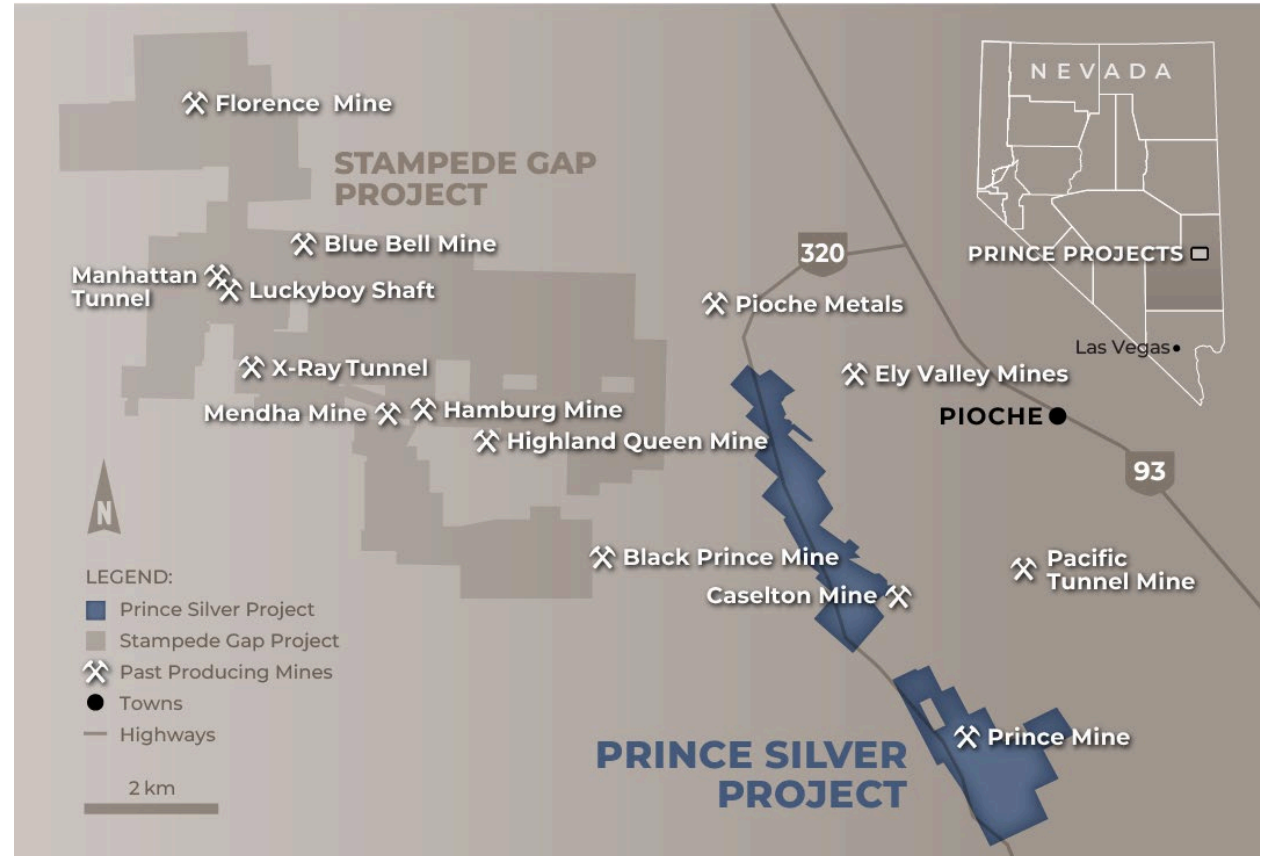 Florence Mine
STAMPEDE GAP
PROJECT
NEVADA
PRINCE PROJECTS
Las Vegas
Blue Bell Mine
Manhattan
Tunnel
Luckyboy Shaft
320
Pioche Metals
X-Ray Tunnel
Ely Valley Mines
Mendha Mine
Hamburg Mine
PIOCHE
Highland Queen Mine
93
N
Black Prince Mine
Caselton Mine
Pacific
Tunnel Mine
LEGEND:
Prince Silver Project
Stampede Gap Project
Past Producing Mines
Towns
Highways
2 km
PRINCE SILVER
PROJECT
Prince Mine